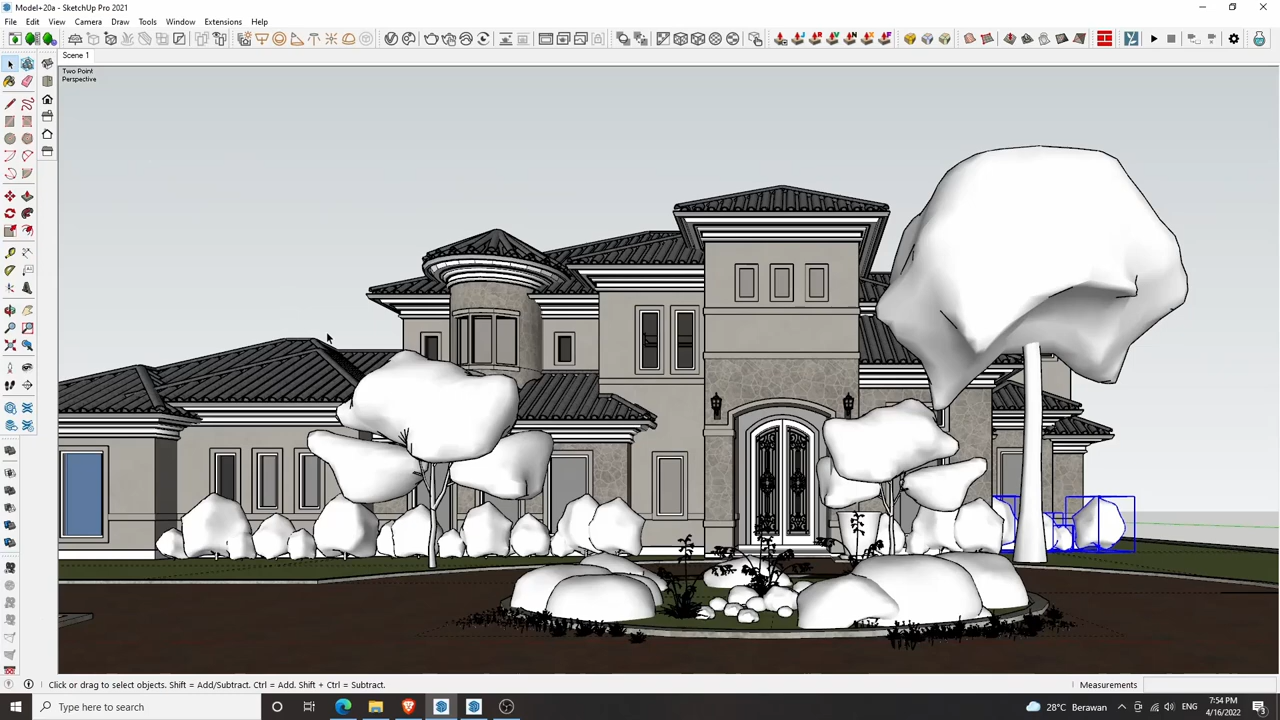 Model+20a - SketchUp Pro 2021
File Edit View Camera Draw Tools Window Extensions Help
Scene 1
Two Point
Perspective
Click or drag to select objects. Shift = Add/Subtract. Ctrl = Add. Shift + Ctrl = Subtract.
Measurements
Type here to search
28°C Berawan
ENG
7:54 PM
4/16/2022